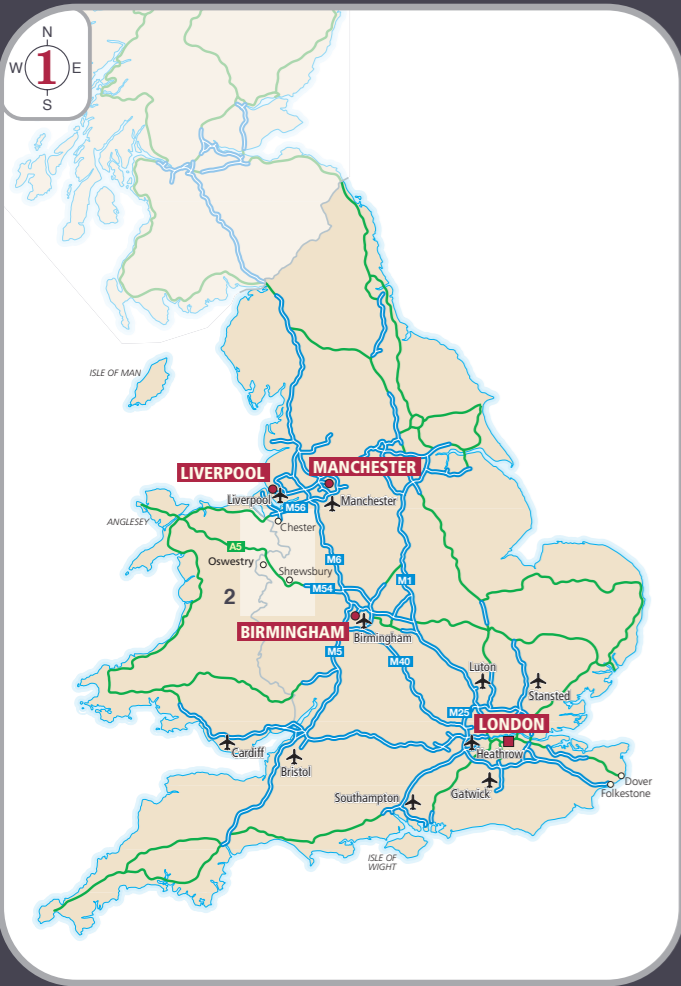 N
W 1 E
S
ISLE OF MAN
LIVERPOOL
MANCHESTER
Liverpool
Manchester
M56
ANGLESEY
Chester
A5
Oswestry
M6
Shrewsbury
M1
M54
2
BIRMINGHAM
Birmingham
M5
M40
Luton
Stansted
M25
LONDON
Cardiff
Heathrow
Bristol
Dover
Gatwick
Folkestone
Southampton
ISLE OF
WIGHT